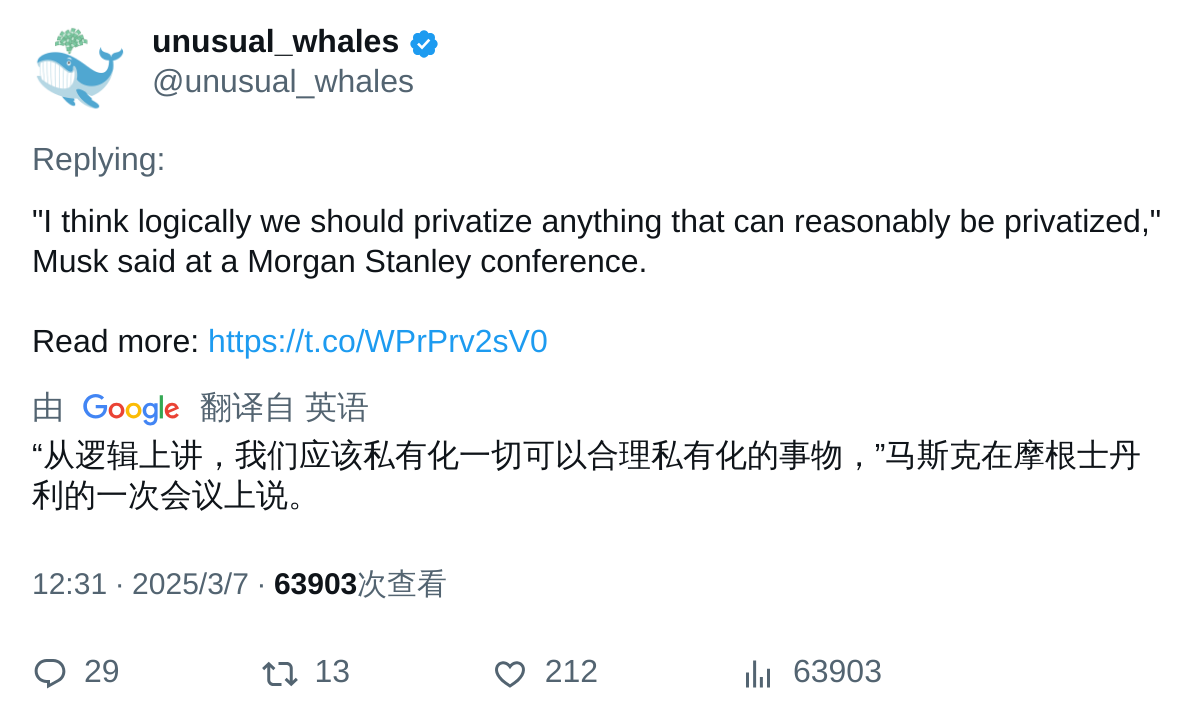 unusual_whales
@unusual_whales
Replying:
"I think logically we should privatize anything that can reasonably be privatized,"
Musk said at a Morgan Stanley conference.
Read more: https://t.co/WPrPrv2sV0
由 Google 翻译自 英语
“从逻辑上讲，我们应该私有化一切可以合理私有化的事物，”马斯克在摩根士丹
利的一次会议上说。
12:31 · 2025/3/7 · 63903次查看
29 13 212 63903